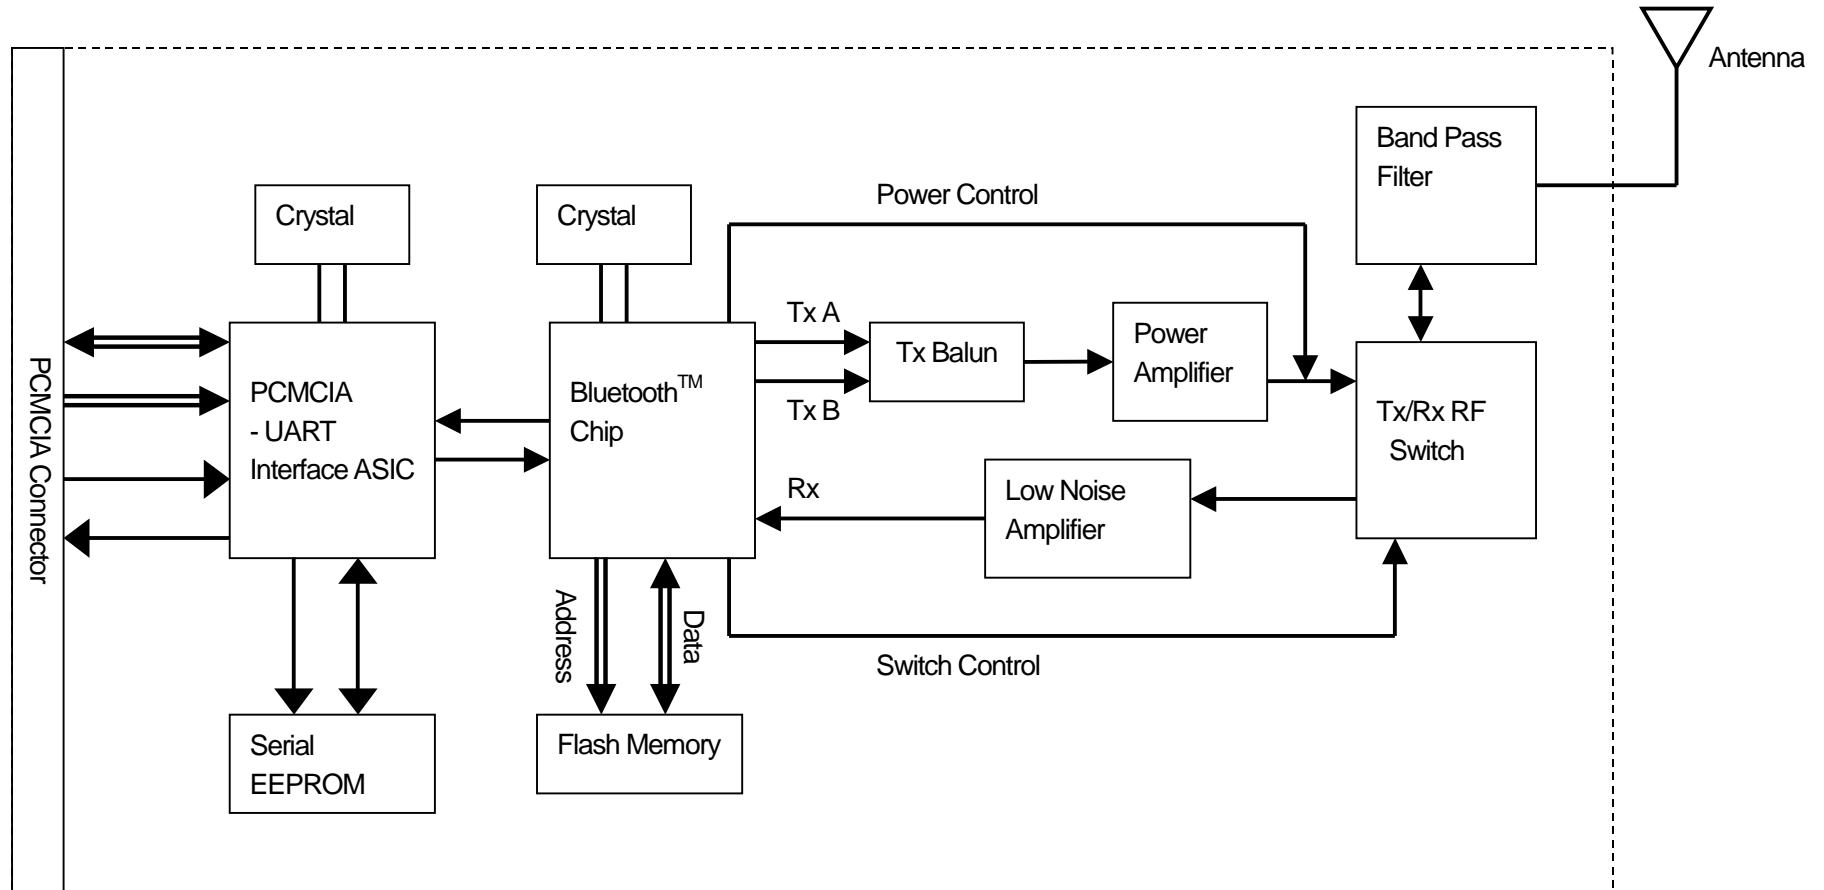 Antenna
Band Pass
Filter
Power Control
Crystal
Crystal
Tx A
Tx Balun
Power
Amplifier
Tx B
PCMCIA
- UART
Interface ASIC
Bluetooth™
Chip
Tx/Rx RF
Switch
PCMCIA Connector
Rx
Low Noise
Amplifier
Address
Data
Switch Control
Serial
EEPROM
Flash Memory